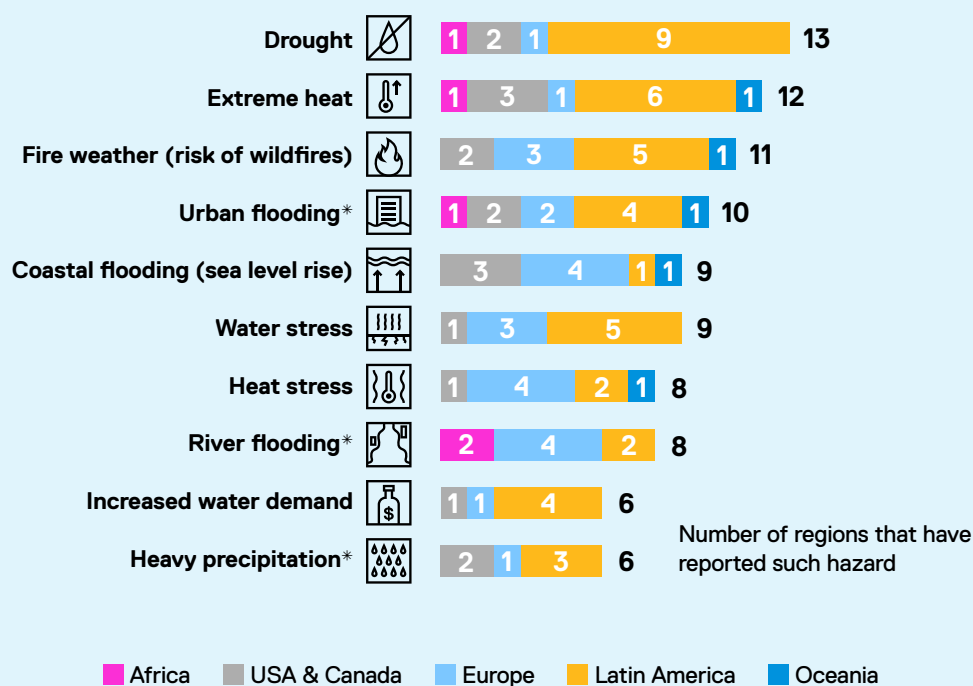 Drought 1 2 1 9 13
Extreme heat 1 3 1 6 1 12
Fire weather (risk of wildfires) 2 3 5 1 11
Urban flooding* 1 2 2 4 1 10
Coastal flooding (sea level rise) 3 4 1 1 9
Water stress 1 3 5 9
Heat stress 1 4 2 1 8
River flooding* 2 4 2 8
Increased water demand $ 1 1 4 6
Heavy precipitation* 2 1 3 6
Number of regions that have
reported such hazard
Africa USA & Canada Europe Latin America Oceania